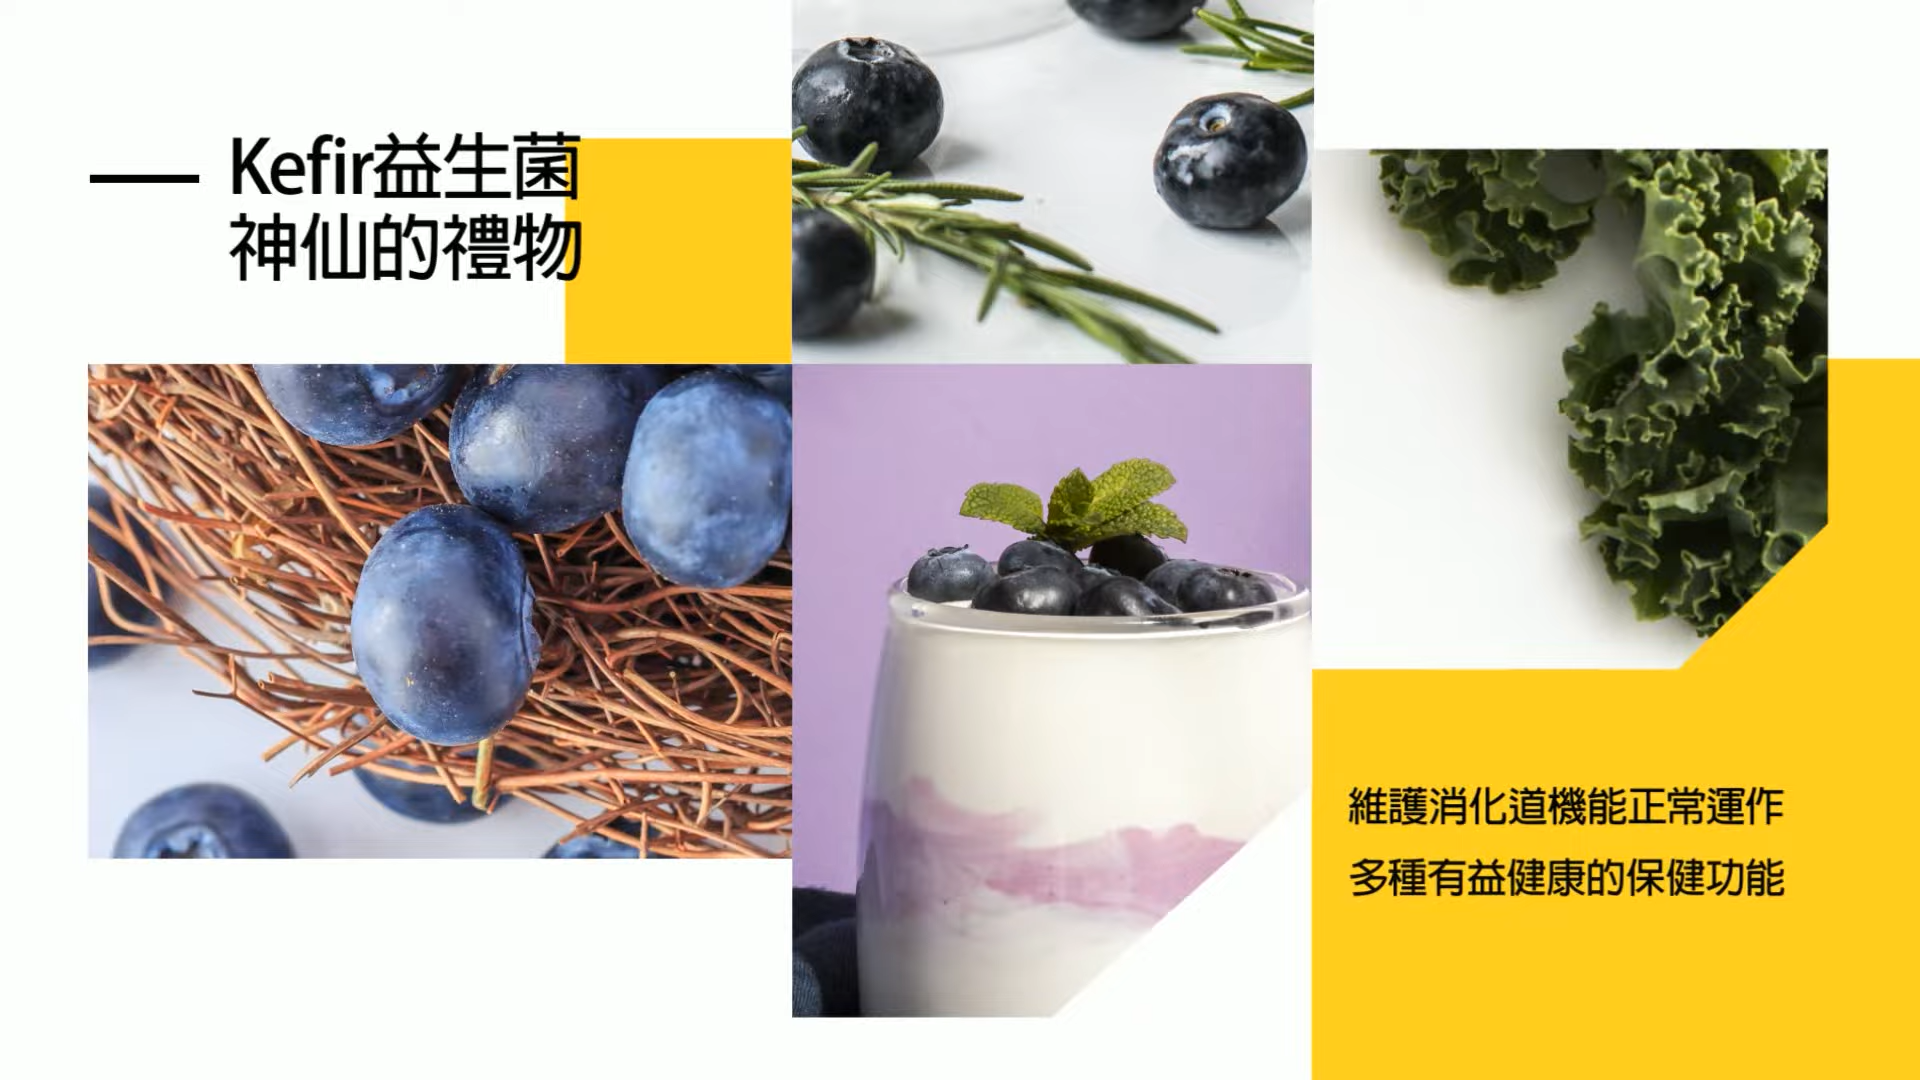 Kefir益生菌
神仙的禮物
維護消化道機能正常運作
多種有益健康的保健功能